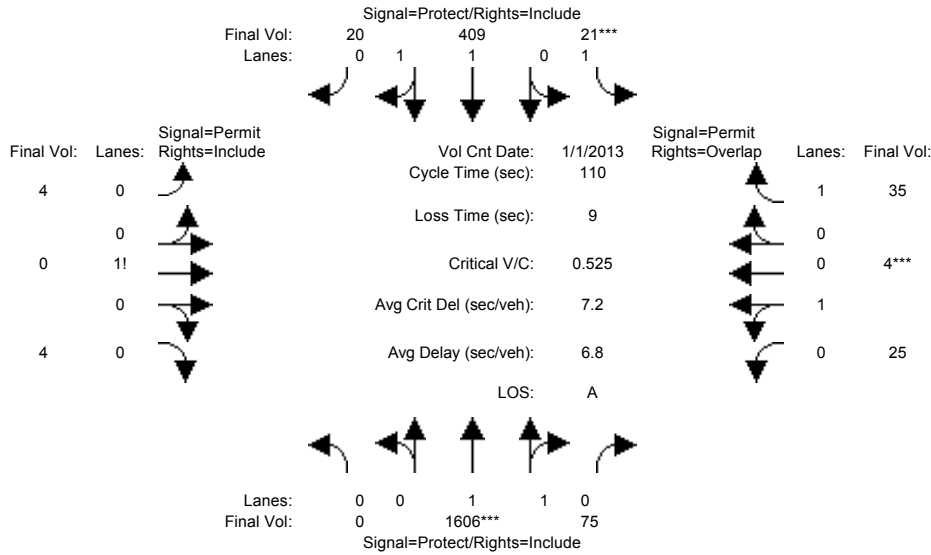 Signal=Protect/Rights=Include
Final Vol: 20 409 21***
Lanes: 0 1 1 0 1
Signal=Permit
Final Vol: Lanes: Rights=Include
Vol Cnt Date: 1/1/2013
Signal=Permit
Rights=Overlap Lanes: Final Vol:
Cycle Time (sec): 110
4 0 1 35
Loss Time (sec): 9
0 0
0 1! Critical V/C: 0.525 0 4***
0 Avg Crit Del (sec/veh): 7.2 1
4 0 Avg Delay (sec/veh): 6.8 0 25
LOS: A
Lanes: 0 0 1 1 0
Final Vol: 0 1606*** 75
Signal=Protect/Rights=Include